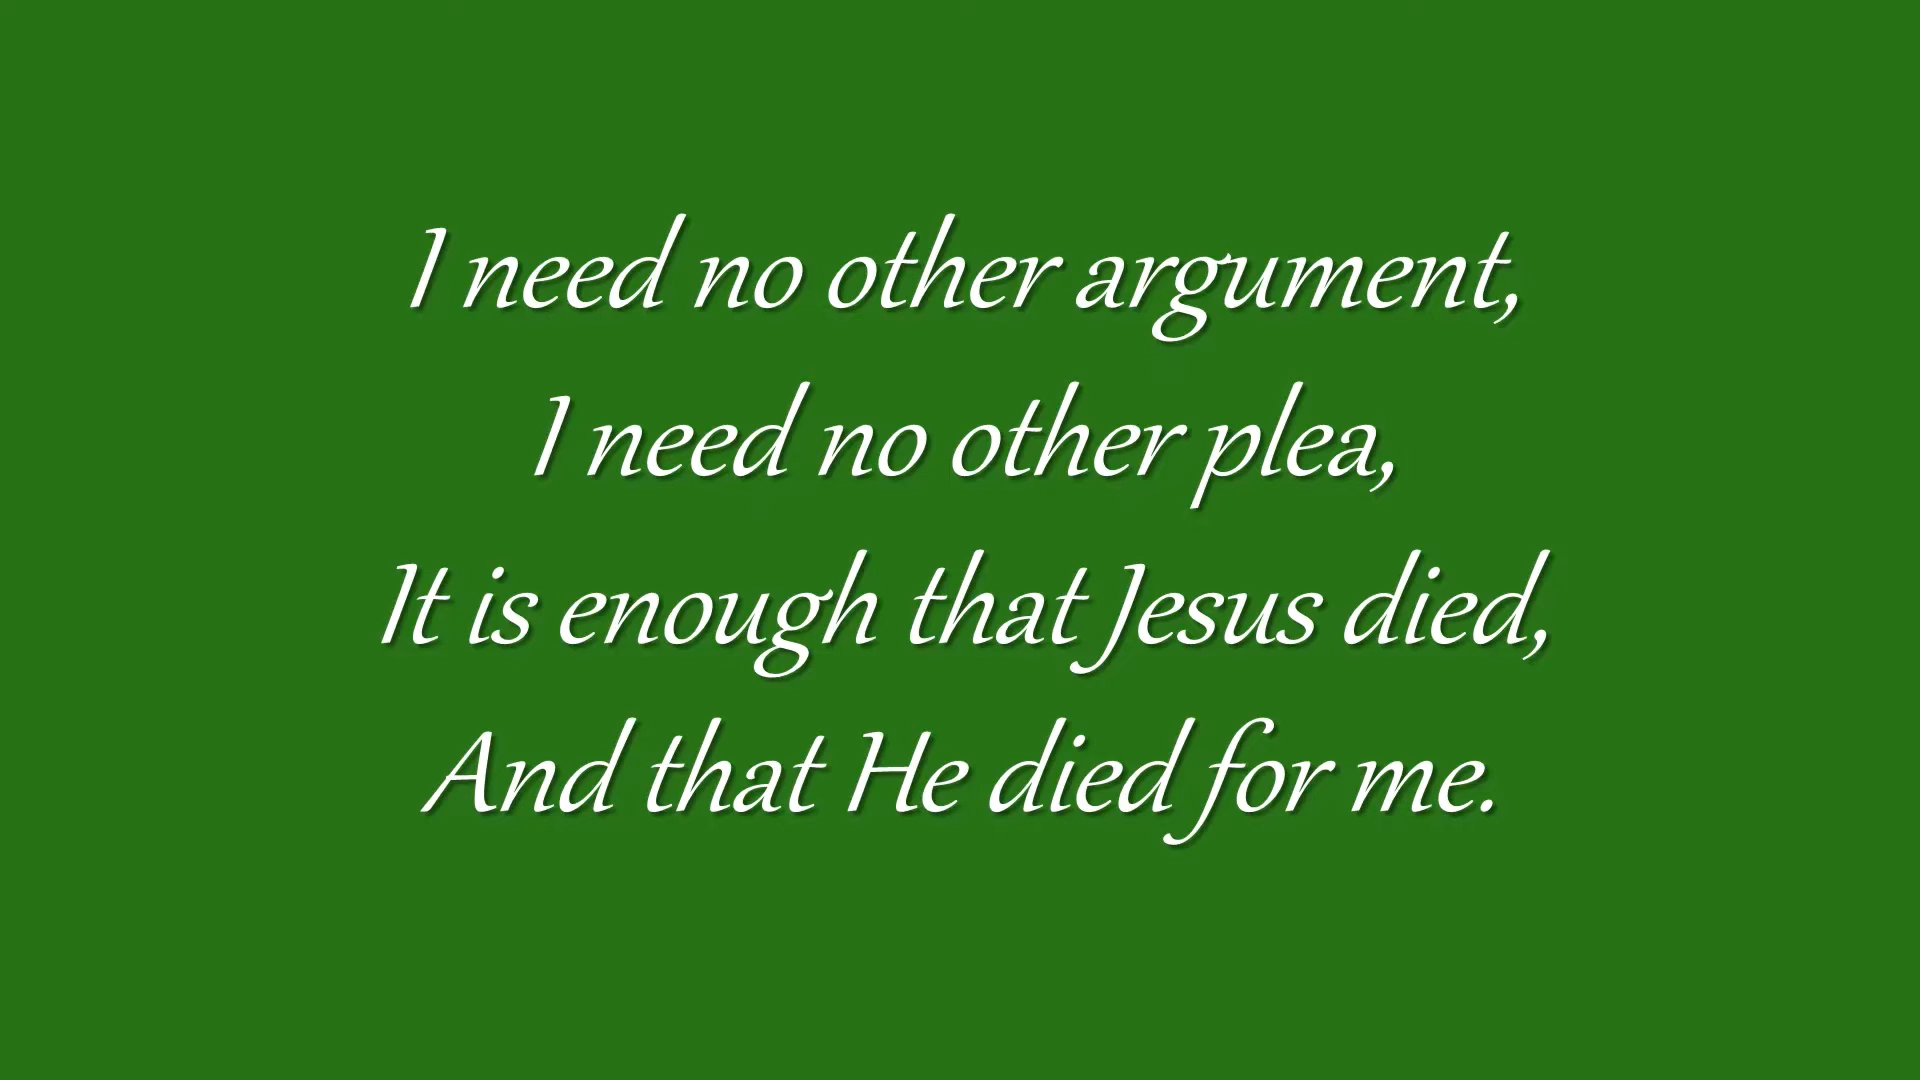 I need no other argument,
I need no other plea,
It is enough that Jesus died,
And that He died for me.